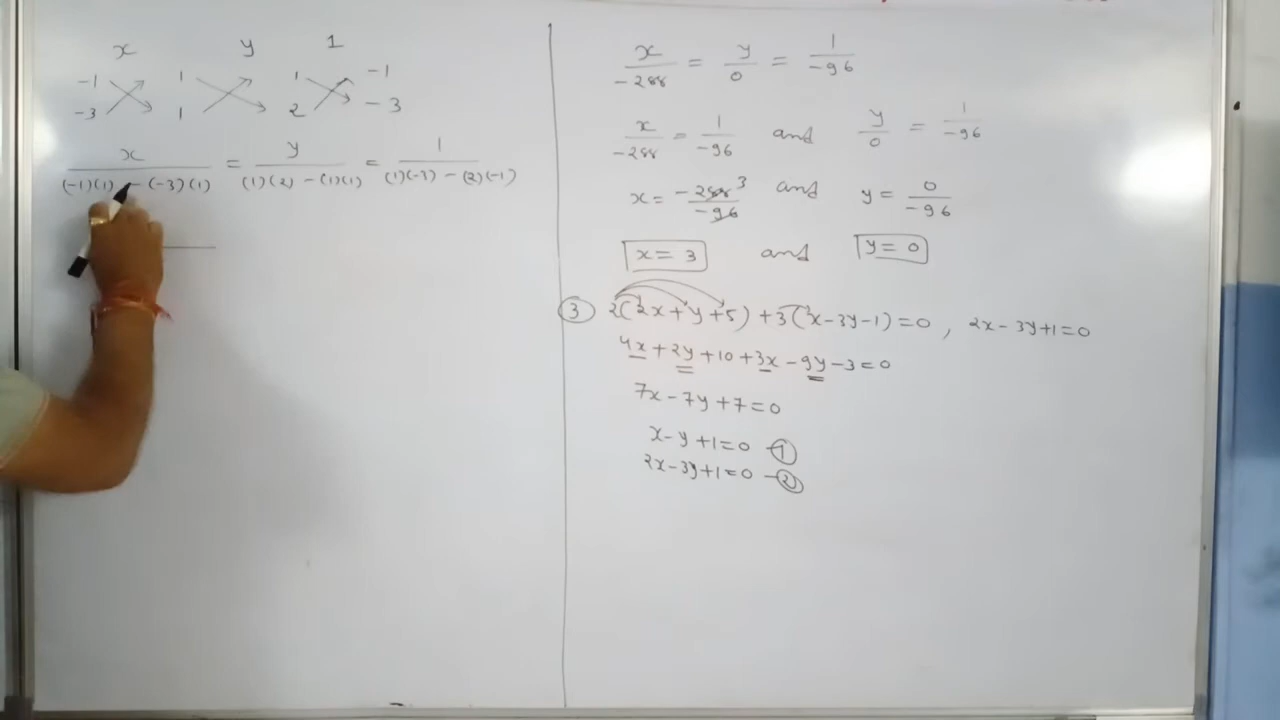 x y 1
-1 1 1 -1
-3 1 2 -3
x/((-1)(1) - (-3)(1)) = y/((1)(2) - (1)(1)) = 1/((1)(-3) - (2)(-1))
x/-288 = y/0 = 1/-96
x/-288 = 1/-96 and y/0 = 1/-96
x = -288 3/-96 and y = 0/-96
x = 3 and y = 0
③ 2(2x+y+5) + 3(x-3y-1) = 0 , 2x-3y+1=0
4x + 2y + 10 + 3x - 9y - 3 = 0
7x - 7y + 7 = 0
x - y + 1 = 0 - ①
2x - 3y + 1 = 0 - ②